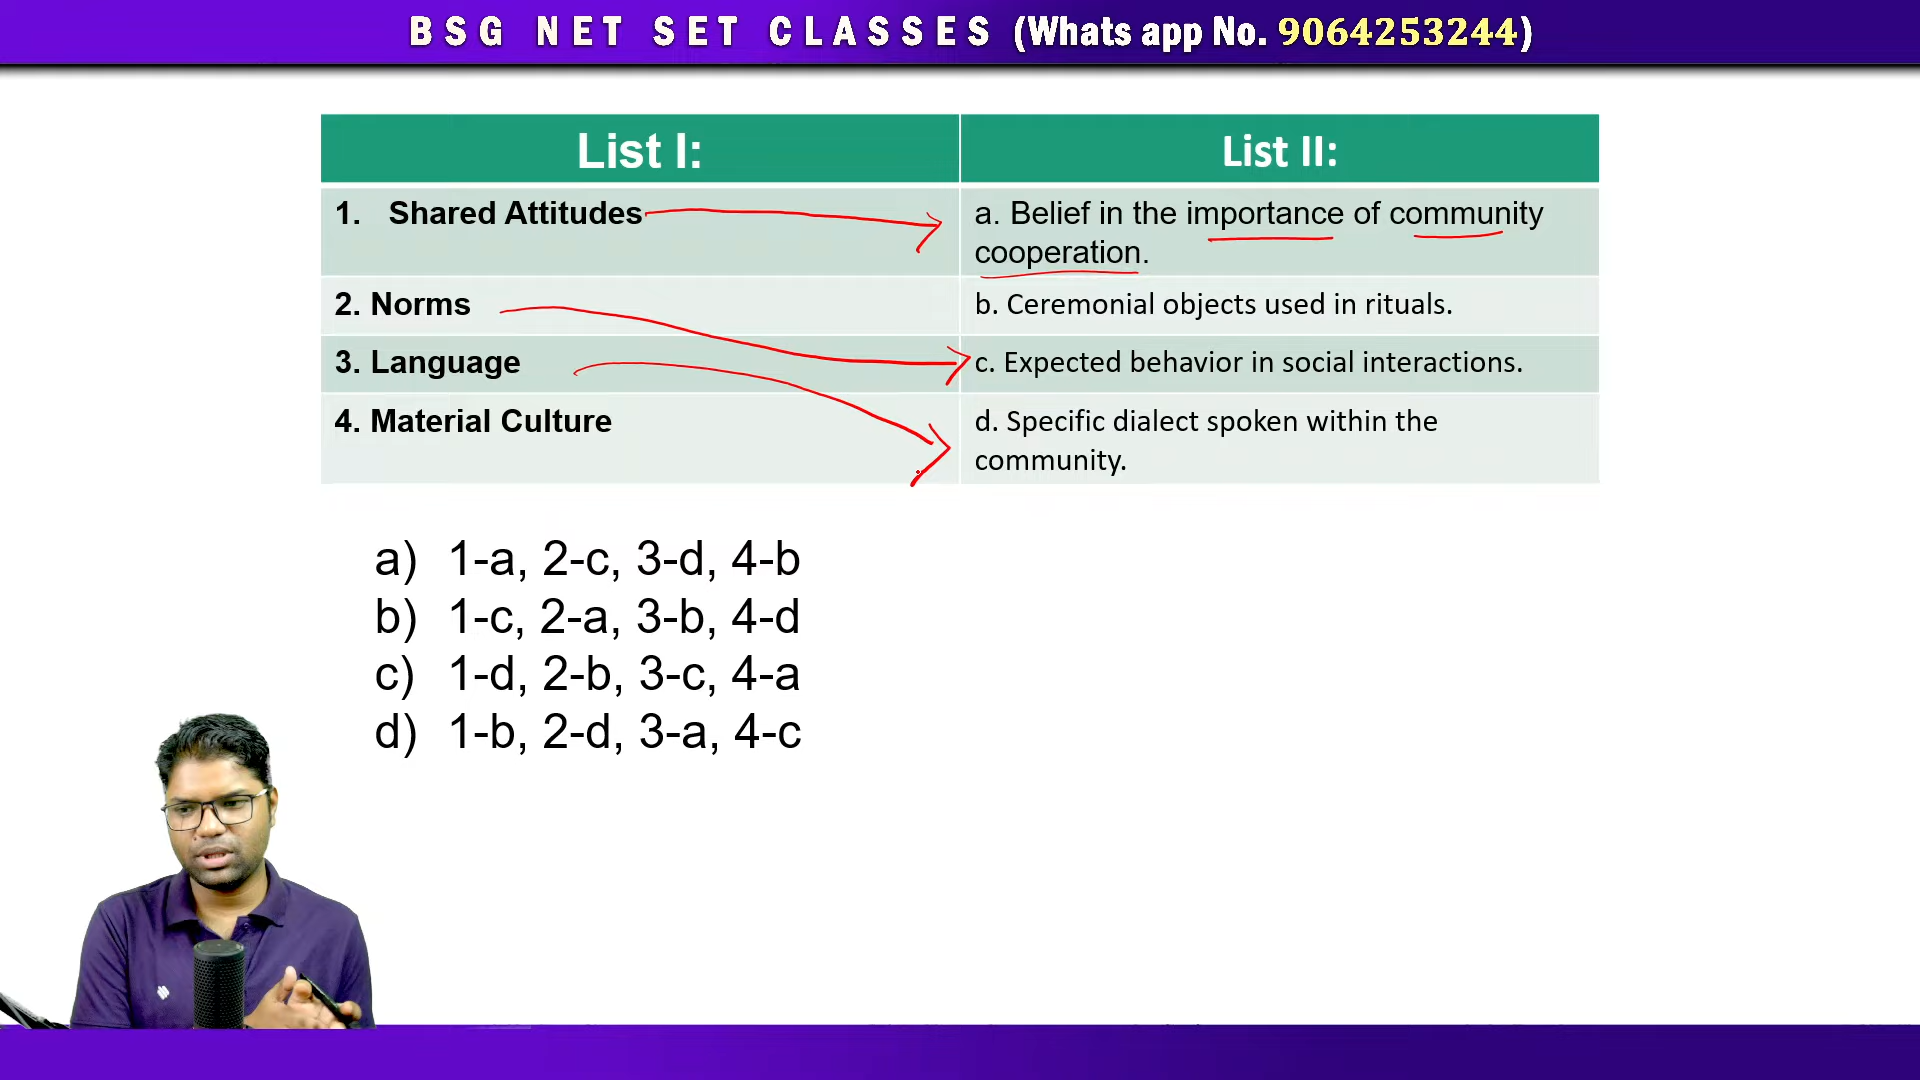 BSG NET SET CLASSES (Whats app No. 9064253244)
List I:
List II:
1. Shared Attitudes
a. Belief in the importance of community
cooperation.
2. Norms
b. Ceremonial objects used in rituals.
3. Language
c. Expected behavior in social interactions.
4. Material Culture
d. Specific dialect spoken within the
community.
a) 1-a, 2-c, 3-d, 4-b
b) 1-c, 2-a, 3-b, 4-d
c) 1-d, 2-b, 3-c, 4-a
d) 1-b, 2-d, 3-a, 4-c